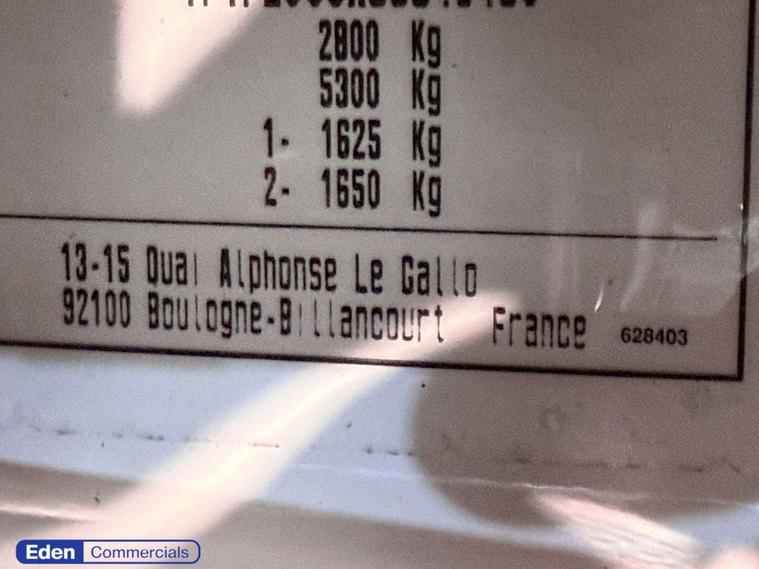 2800 Kg
5300 Kg
1- 1625 Kg
2- 1650 Kg
13-15 Quai Alphonse Le Gallo
92100 Boulogne-Billancourt France 628403
Eden Commercials